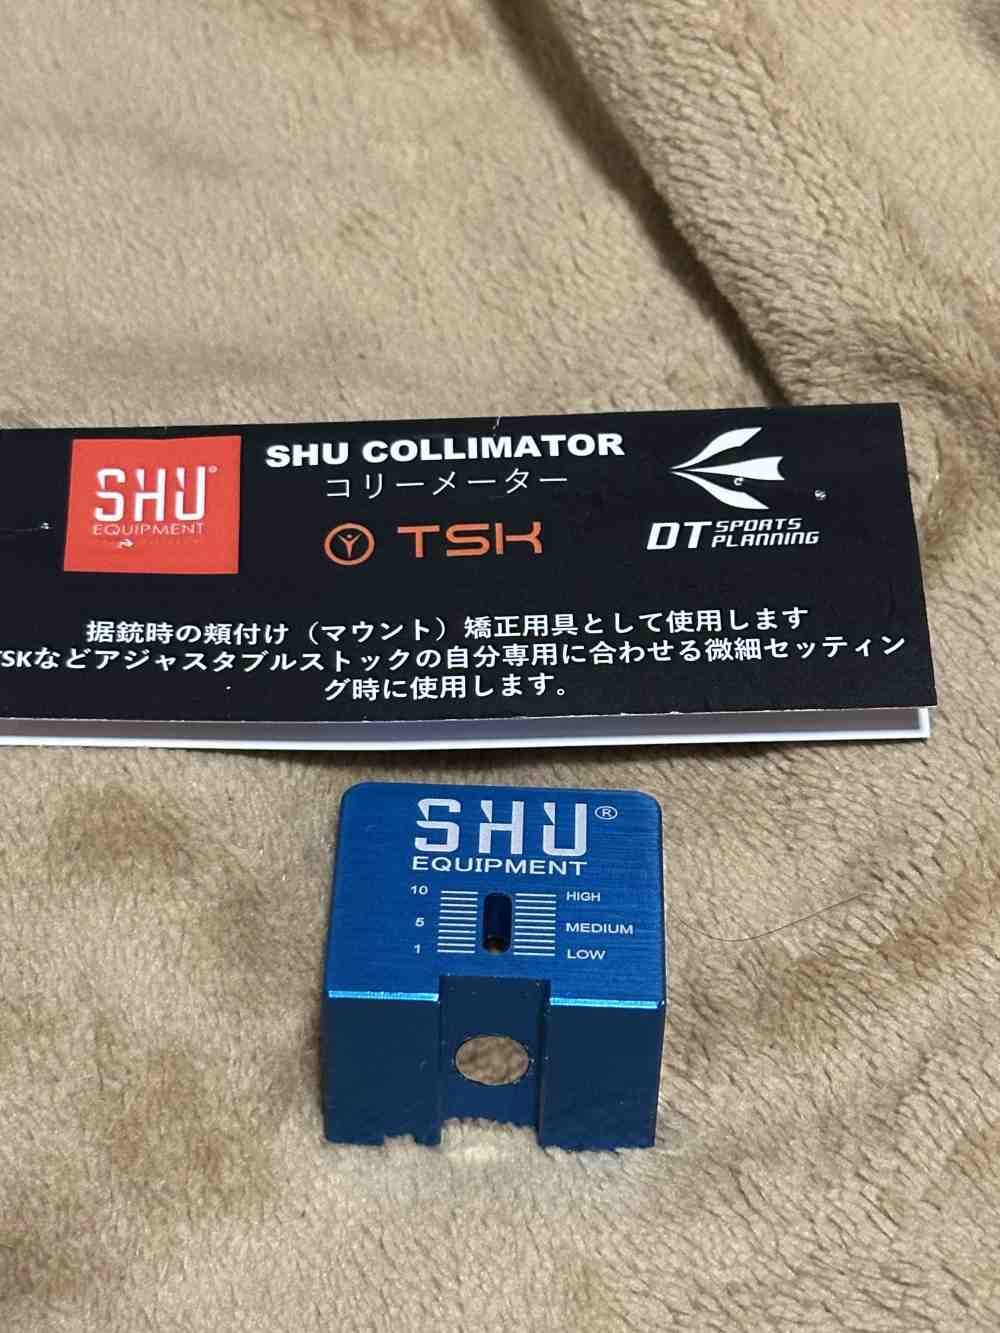 SHU
EQUIPMENT
SHU COLLIMATOR
コリーメーター
TSK
DT SPORTS
PLANNING
据銃時の頬付け（マウント）矯正用具として使用します
TSKなどアジャスタブルストックの自分専用に合わせる微細セッティン
グ時に使用します。
SHU®
EQUIPMENT
10 HIGH
5 MEDIUM
1 LOW